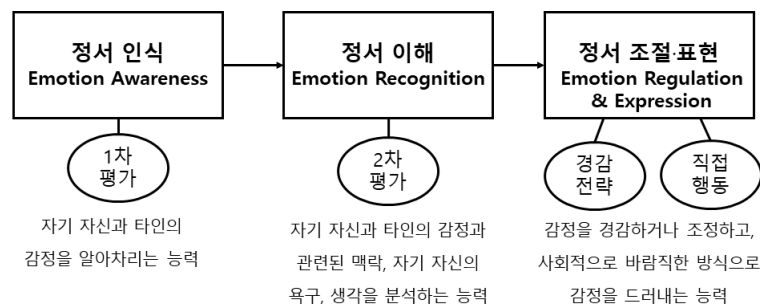 정서 인식
Emotion Awareness
1차
평가
자기 자신과 타인의
감정을 알아차리는 능력
정서 이해
Emotion Recognition
2차
평가
자기 자신과 타인의 감정과
관련된 맥락, 자기 자신의
욕구, 생각을 분석하는 능력
정서 조절·표현
Emotion Regulation
& Expression
경감
전략
직접
행동
감정을 경감하거나 조정하고,
사회적으로 바람직한 방식으로
감정을 드러내는 능력